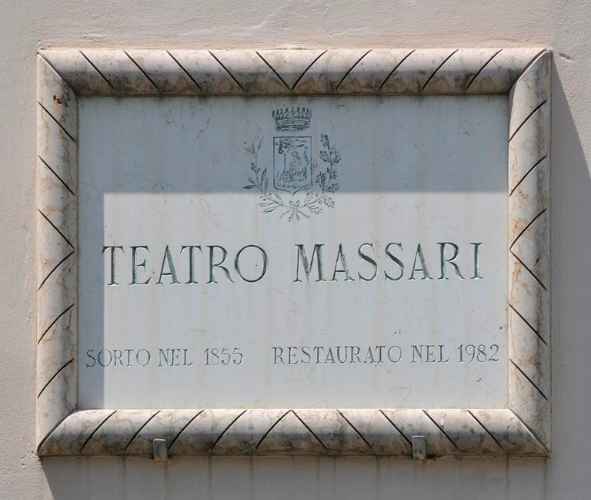 TEATRO MASSARI
SORTO NEL 1855 RESTAURATO NEL 1982